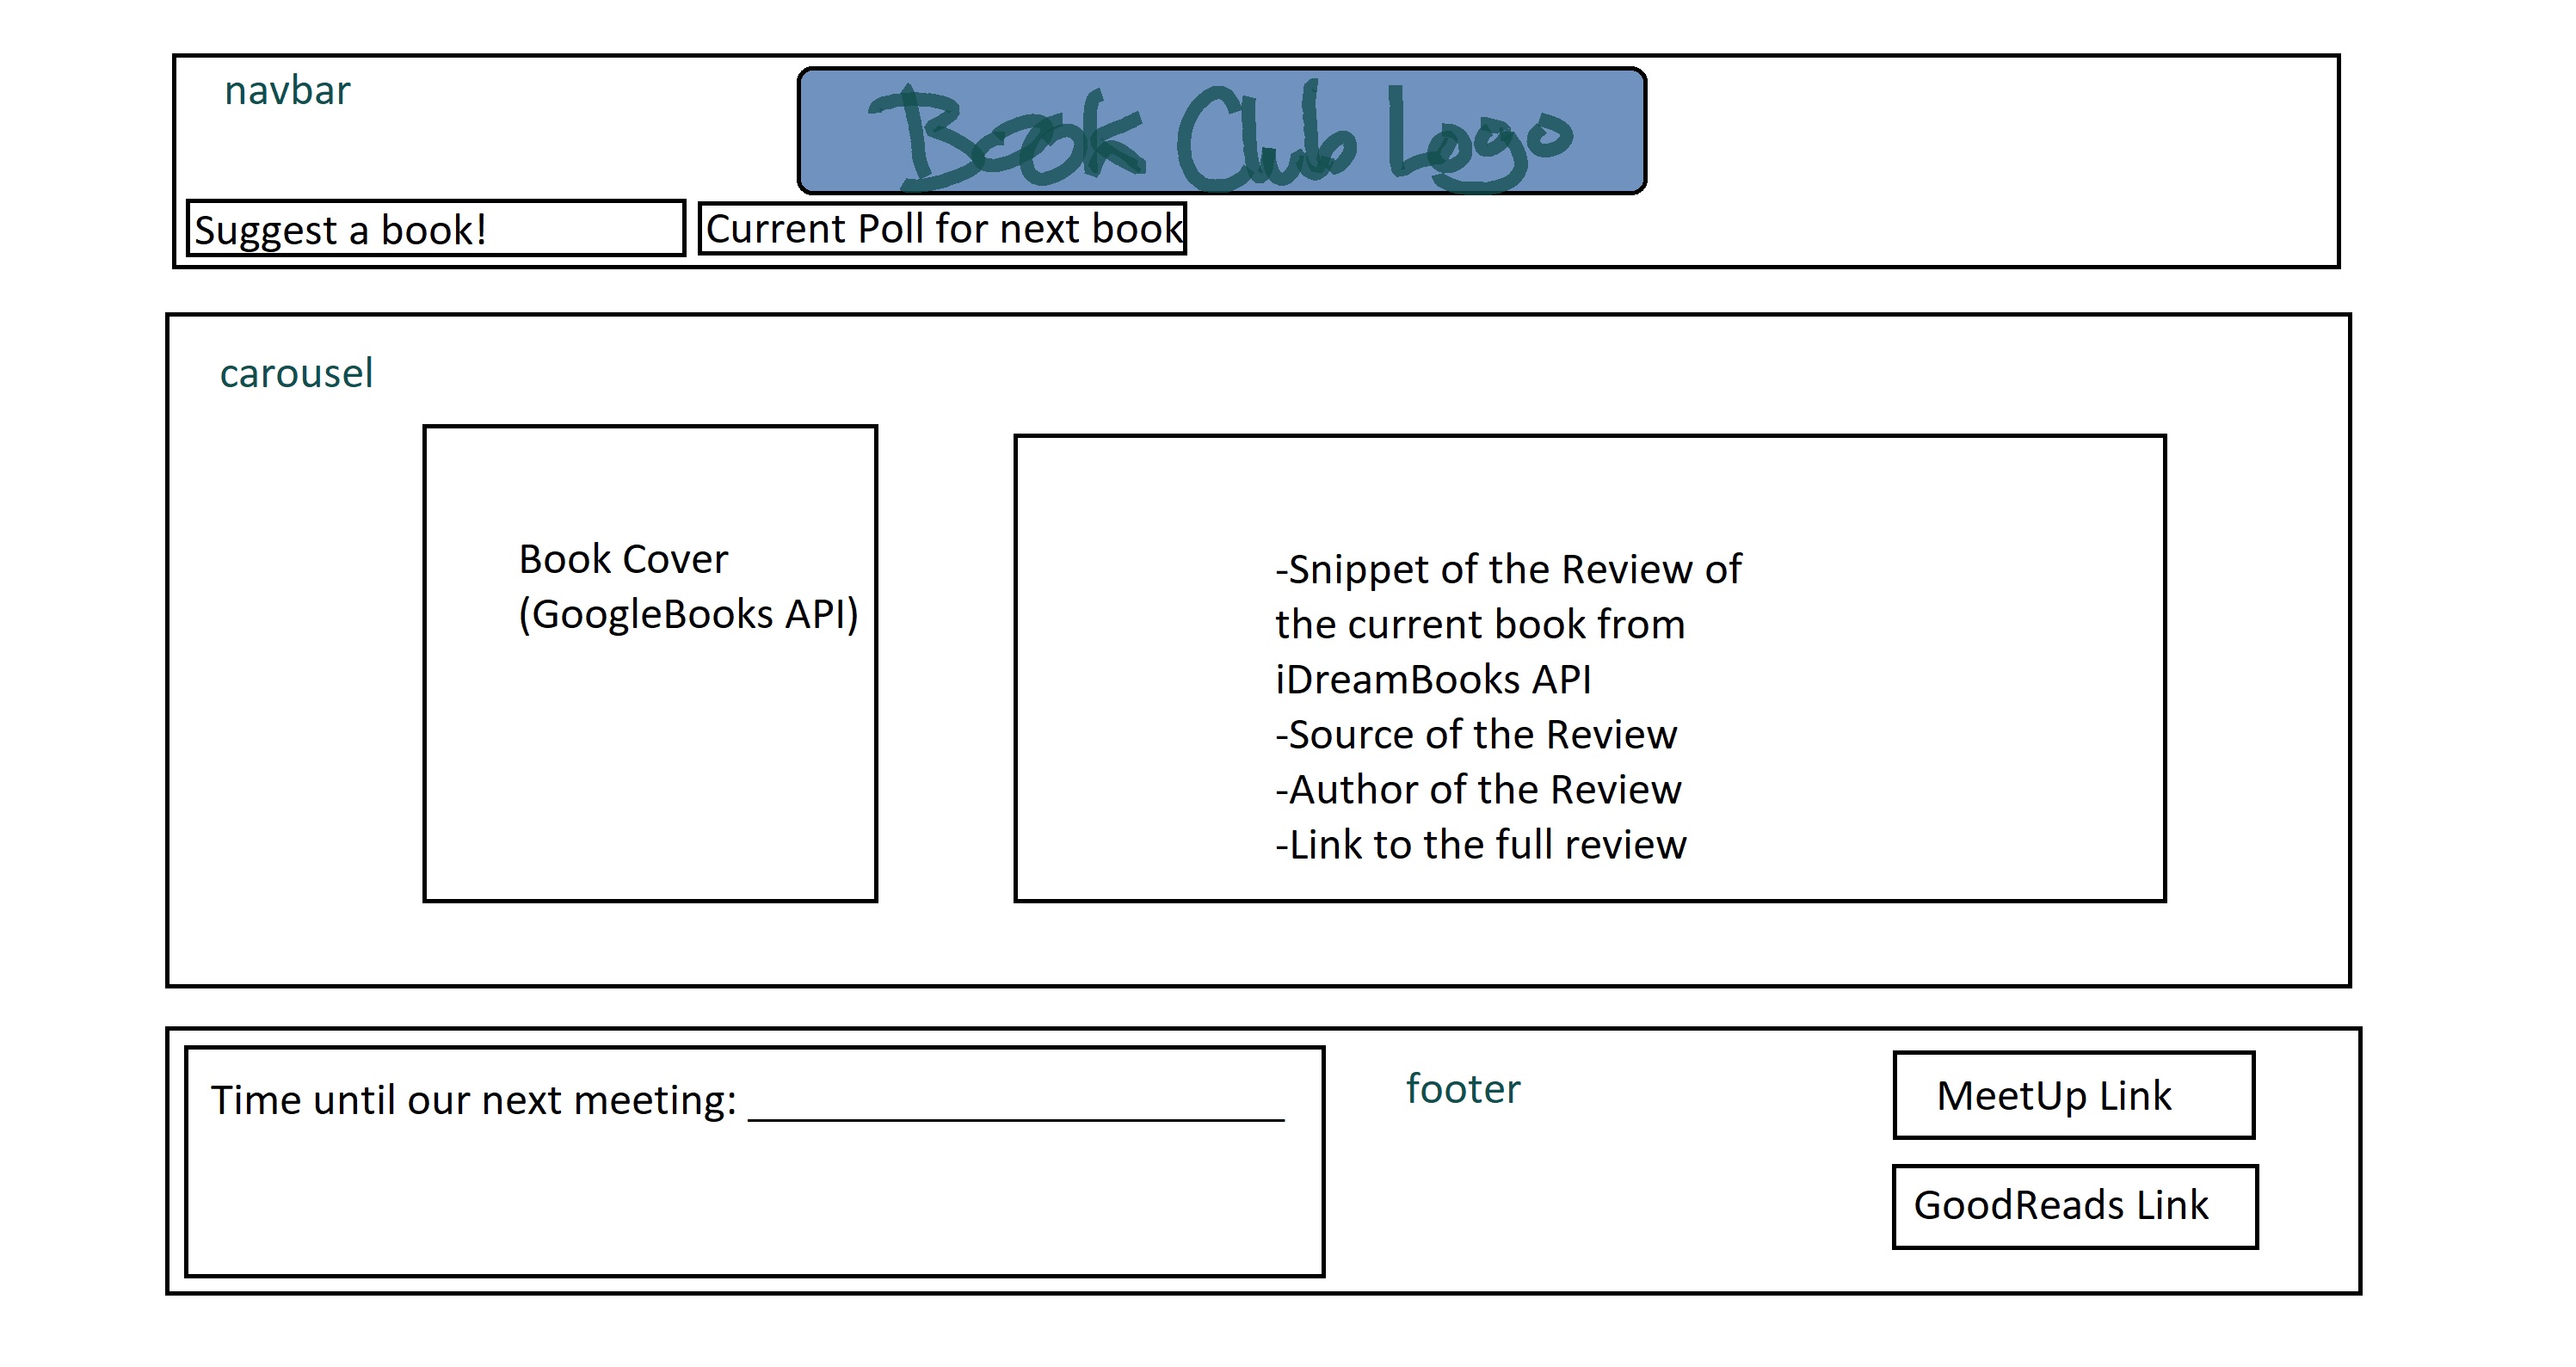 navbar
Book Club Logo
Suggest a book!
Current Poll for next book
carousel
Book Cover
(GoogleBooks API)
-Snippet of the Review of
the current book from
iDreamBooks API
-Source of the Review
-Author of the Review
-Link to the full review
Time until our next meeting: _______________________
footer
MeetUp Link
GoodReads Link